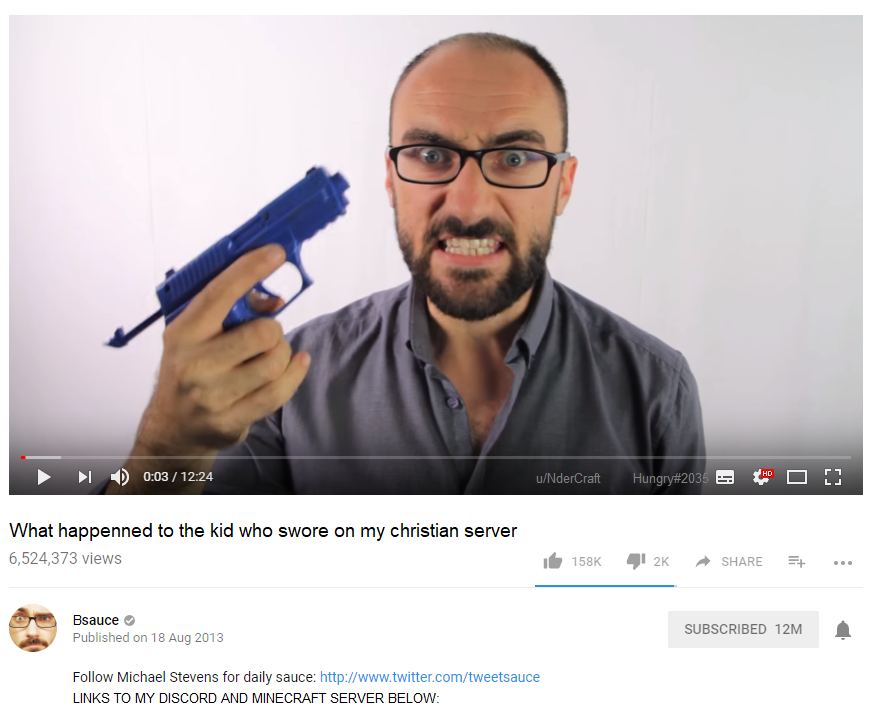 0:03 / 12:24
u/NderCraft Hungry#2035
HD
What happenned to the kid who swore on my christian server
6,524,373 views
158K 2K SHARE
Bsauce
Published on 18 Aug 2013
SUBSCRIBED 12M
Follow Michael Stevens for daily sauce: http://www.twitter.com/tweetsauce
LINKS TO MY DISCORD AND MINECRAFT SERVER BELOW: